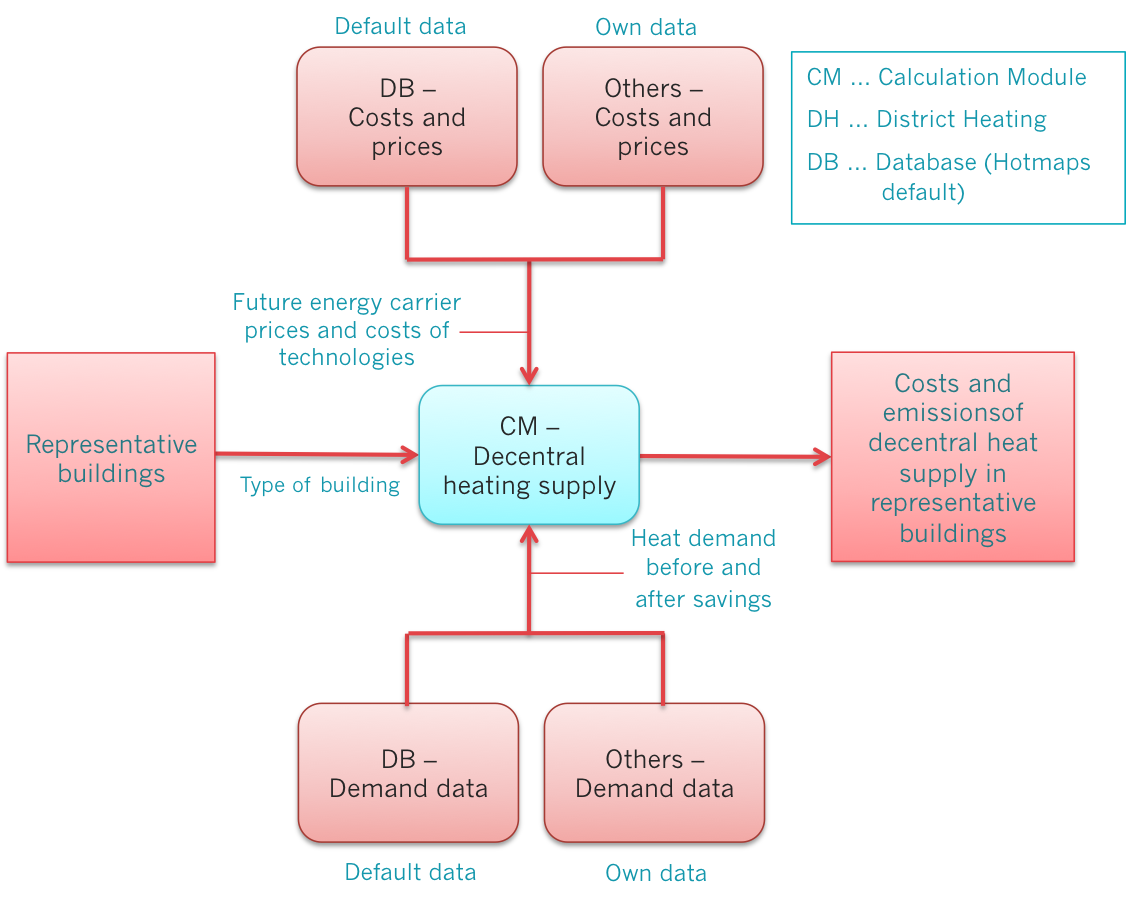 Default data
Own data
DB –
Costs and
prices
Others –
Costs and
prices
CM ... Calculation Module
DH ... District Heating
DB ... Database (Hotmaps
default)
Future energy carrier
prices and costs of
technologies
Representative
buildings
Type of building
CM –
Decentral
heating supply
Costs and
emissionsof
decentral heat
supply in
representative
buildings
Heat demand
before and
after savings
DB –
Demand data
Others –
Demand data
Default data
Own data